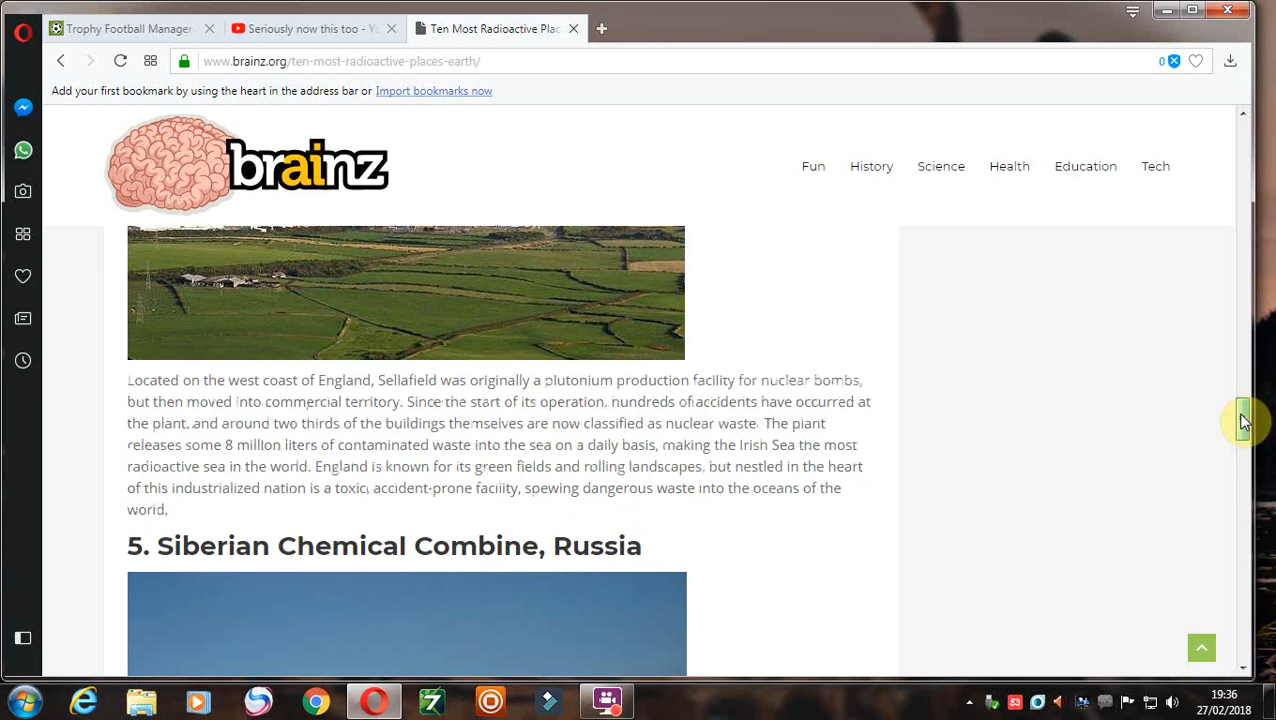 Trophy Football Manager
Seriously now this too - Yo
Ten Most Radioactive Plac
www.brainz.org/ten-most-radioactive-places-earth/
0
Add your first bookmark by using the heart in the address bar or Import bookmarks now
brainz
Fun History Science Health Education Tech
Located on the west coast of England, Sellafield was originally a plutonium production facility for nuclear bombs,
but then moved into commercial territory. Since the start of its operation, hundreds of accidents have occurred at
the plant, and around two thirds of the buildings themselves are now classified as nuclear waste. The plant
releases some 8 million liters of contaminated waste into the sea on a daily basis, making the Irish Sea the most
radioactive sea in the world. England is known for its green fields and rolling landscapes, but nestled in the heart
of this industrialized nation is a toxic, accident-prone facility, spewing dangerous waste into the oceans of the
world.
5. Siberian Chemical Combine, Russia
19:36
27/02/2018